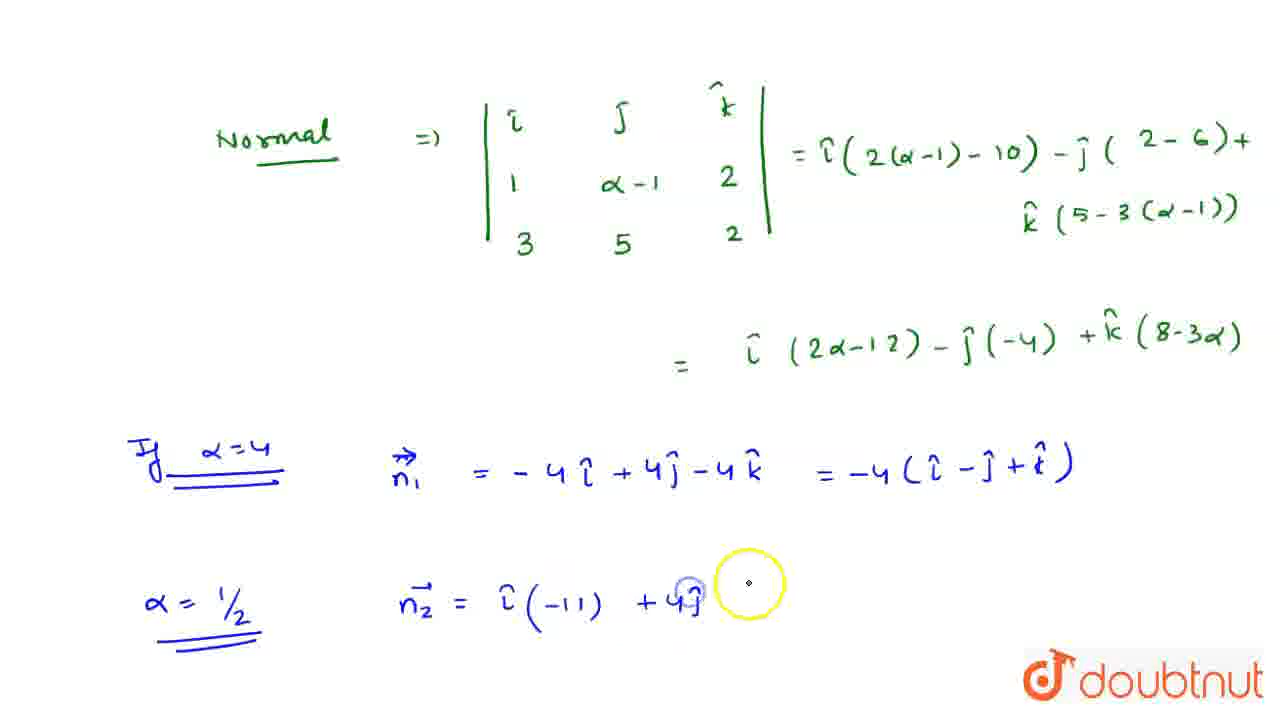 Normal ⇒ | î ĵ k̂ | = î(2(α-1)-10) - ĵ(2-6)+
| 1 α-1 2 | k̂(5-3(α-1))
| 3 5 2 |
= î(2α-12) - ĵ(-4) + k̂(8-3α)
If α=4 n⃗₁ = -4î + 4ĵ - 4k̂ = -4(î - ĵ + k̂)
α = 1/2 n⃗₂ = î(-11) + 4ĵ
doubtnut